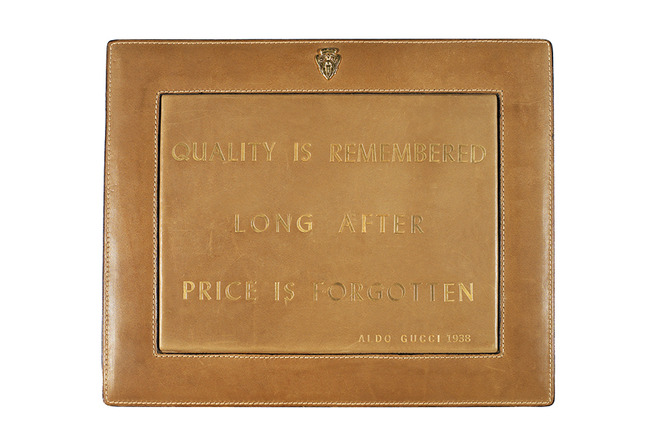 QUALITY IS REMEMBERED
LONG AFTER
PRICE IS FORGOTTEN
ALDO GUCCI 1938